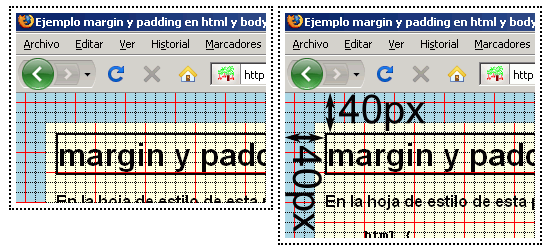 Ejemplo margin y padding en html y body
Archivo Editar Ver Historial Marcadores
http
margin y padd
En la hoja de estilo de esta p
Ejemplo margin y padding en html y body
Archivo Editar Ver Historial Marcadores
http
40px
40px
margin y padd
En la hoja de estilo de esta p
html {